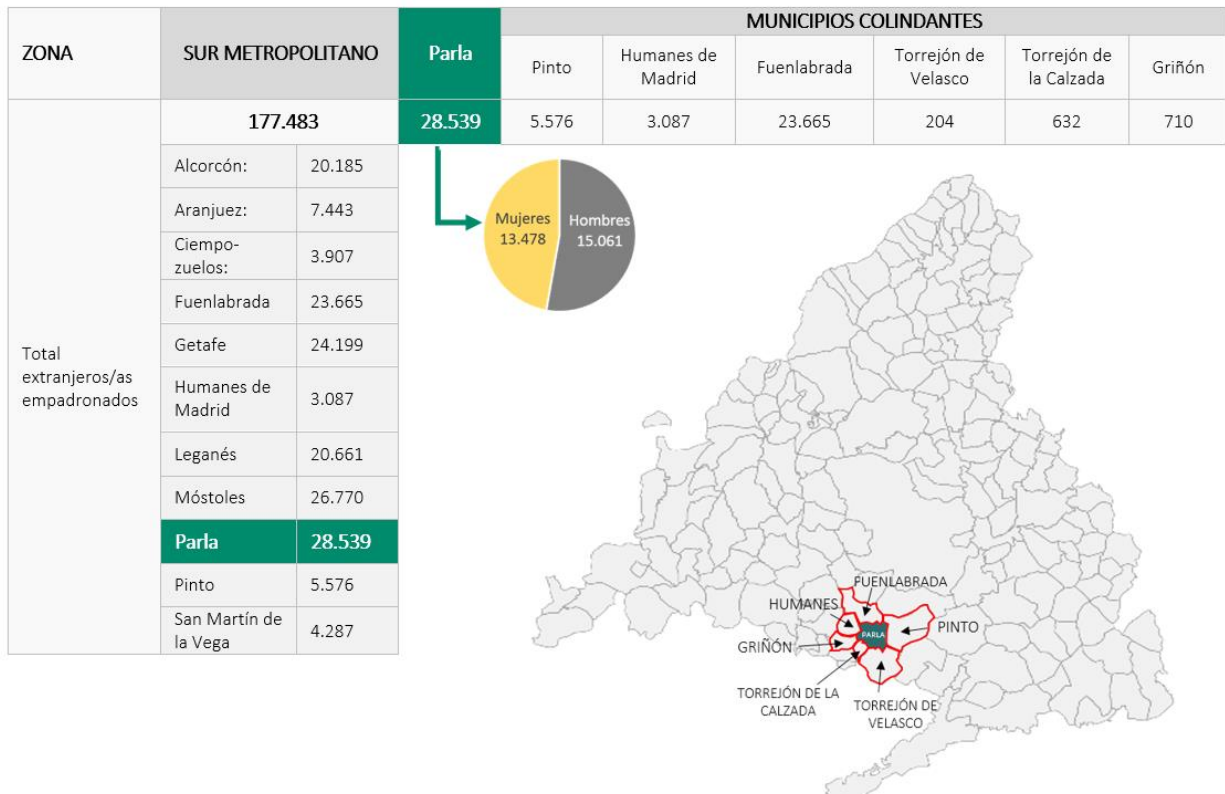 ZONA
SUR METROPOLITANO
Parla
MUNICIPIOS COLINDANTES
Pinto
Humanes de
Madrid
Fuenlabrada
Torrejón de
Velasco
Torrejón de
la Calzada
Griñón
Total
extranjeros/as
empadronados
177.483
28.539
5.576
3.087
23.665
204
632
710
Alcorcón: 20.185
Aranjuez: 7.443
Ciempo-
zuelos: 3.907
Fuenlabrada 23.665
Getafe 24.199
Humanes de
Madrid 3.087
Leganés 20.661
Móstoles 26.770
Parla 28.539
Pinto 5.576
San Martín de
la Vega 4.287
Mujeres
13.478
Hombres
15.061
FUENLABRADA
HUMANES
PARLA
PINTO
GRIÑÓN
TORREJÓN DE LA
CALZADA
TORREJÓN DE
VELASCO